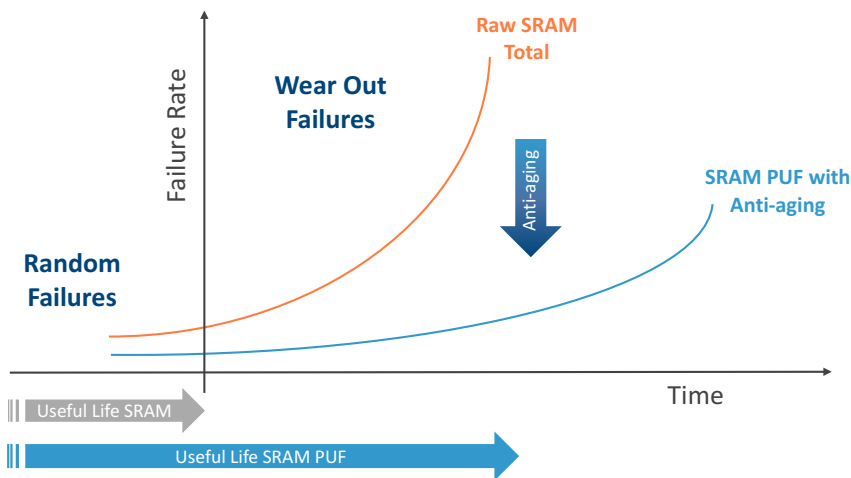 Raw SRAM
Total
Failure Rate
Wear Out
Failures
Anti-aging
SRAM PUF with
Anti-aging
Random
Failures
Time
Useful Life SRAM
Useful Life SRAM PUF